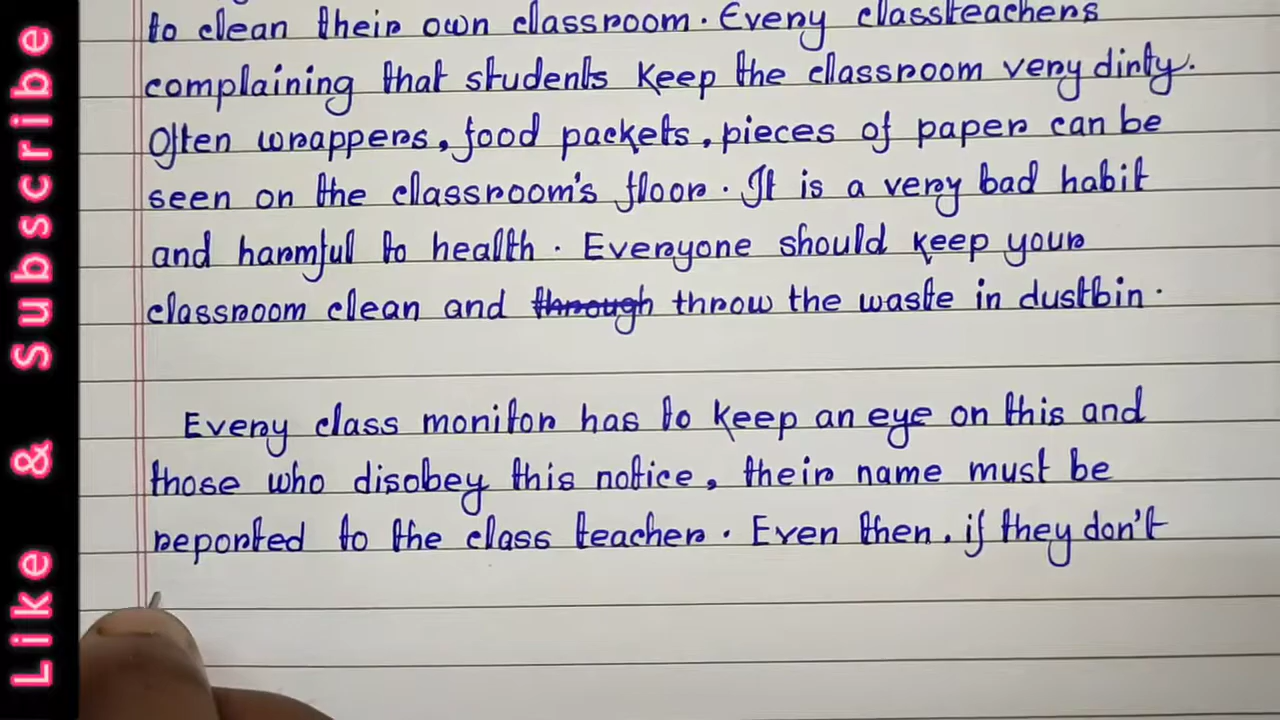 to clean their own classroom. Every classteachers
complaining that students keep the classroom very dirty.
Often wrappers, food packets, pieces of paper can be
seen on the classroom's floor. It is a very bad habit
and harmful to health. Everyone should keep your
classroom clean and through throw the waste in dustbin.
Every class monitor has to keep an eye on this and
those who disobey this notice, their name must be
reported to the class teacher. Even then, if they don't
Like & Subscribe